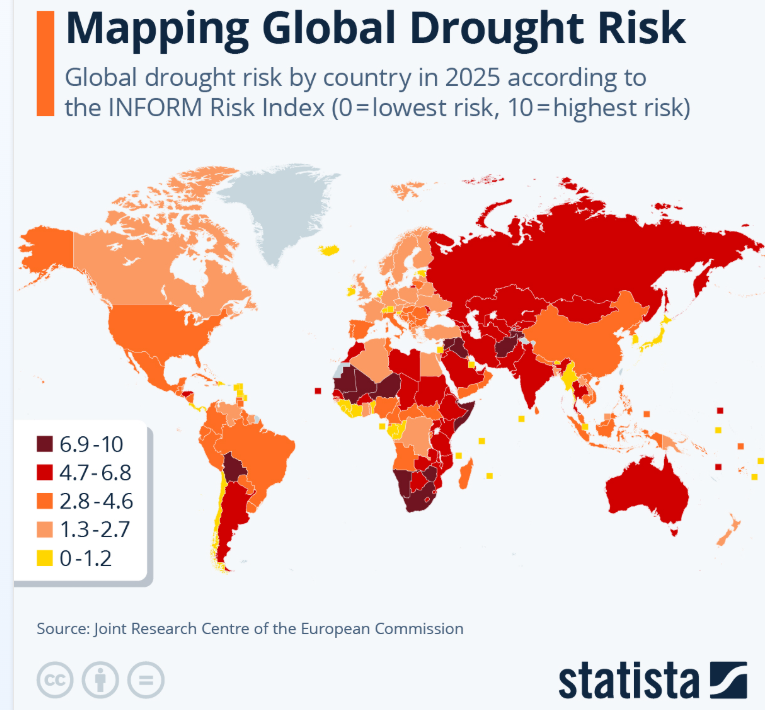 Mapping Global Drought Risk
Global drought risk by country in 2025 according to
the INFORM Risk Index (0=lowest risk, 10=highest risk)
6.9-10
4.7-6.8
2.8-4.6
1.3-2.7
0-1.2
Source: Joint Research Centre of the European Commission
cc
=
statista